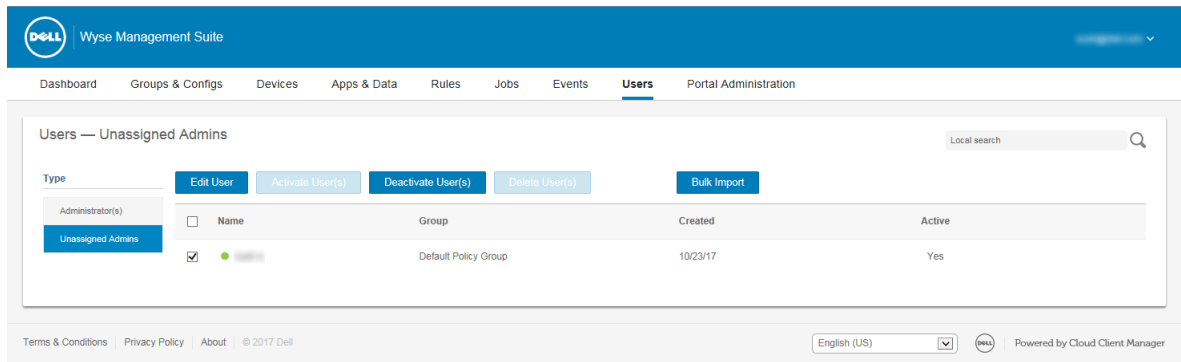 DELL Wyse Management Suite
Dashboard Groups & Configs Devices Apps & Data Rules Jobs Events Users Portal Administration
Users — Unassigned Admins
Local search
Type
Edit User Activate User(s) Deactivate User(s) Delete User(s) Bulk Import
Administrator(s)
Unassigned Admins
Name Group Created Active
Default Policy Group 10/23/17 Yes
Terms & Conditions Privacy Policy About © 2017 Dell English (US) DELL Powered by Cloud Client Manager